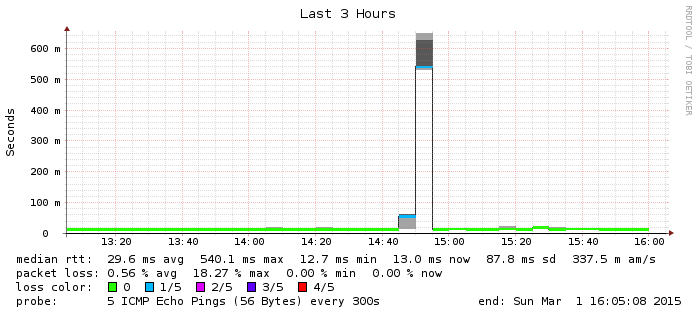 Last 3 Hours
RRDTOOL / TOBI OETIKER
Seconds
600 m
500 m
400 m
300 m
200 m
100 m
0
13:20 13:40 14:00 14:20 14:40 15:00 15:20 15:40 16:00
median rtt: 29.6 ms avg 540.1 ms max 12.7 ms min 13.0 ms now 87.8 ms sd 337.5 m am/s
packet loss: 0.56 % avg 18.27 % max 0.00 % min 0.00 % now
loss color: 0 1/5 2/5 3/5 4/5
probe: 5 ICMP Echo Pings (56 Bytes) every 300s end: Sun Mar 1 16:05:08 2015